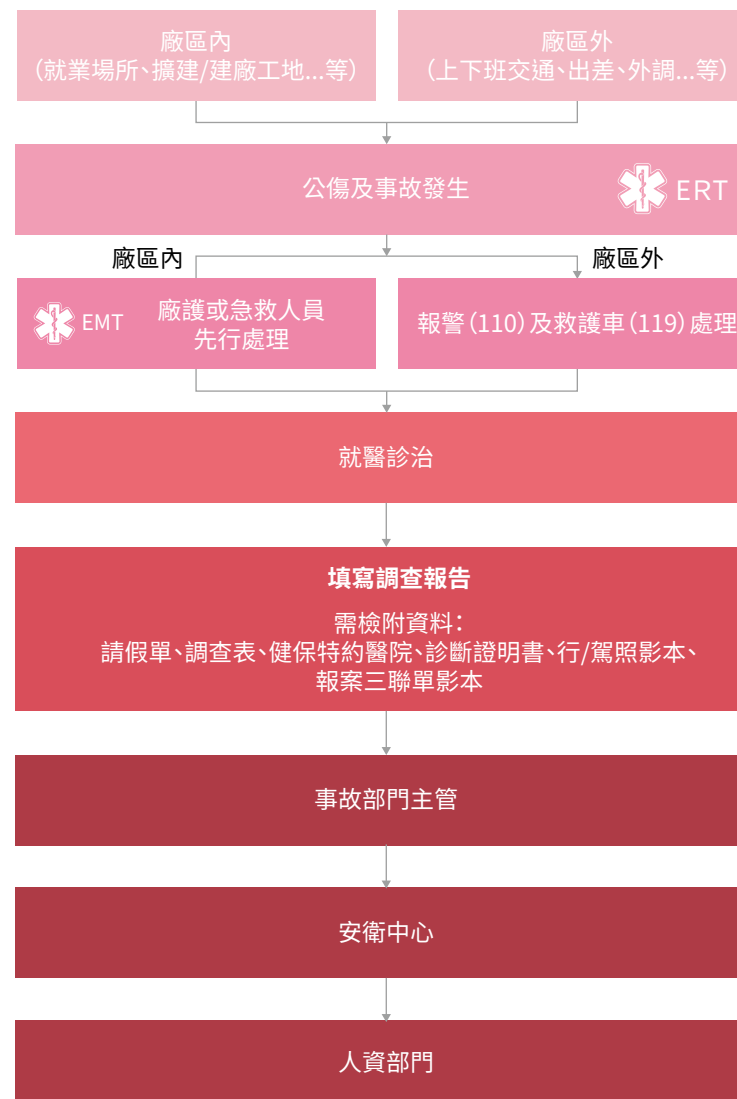 廠區內
（就業場所、擴建/建廠工地...等）
廠區外
（上下班交通、出差、外調...等）
公傷及事故發生
ERT
廠區內
廠區外
EMT
廠護或急救人員
先行處理
報警（110）及救護車（119）處理
就醫診治
填寫調查報告
需檢附資料：
請假單、調查表、健保特約醫院、診斷證明書、行/駕照影本、
報案三聯單影本
事故部門主管
安衛中心
人資部門